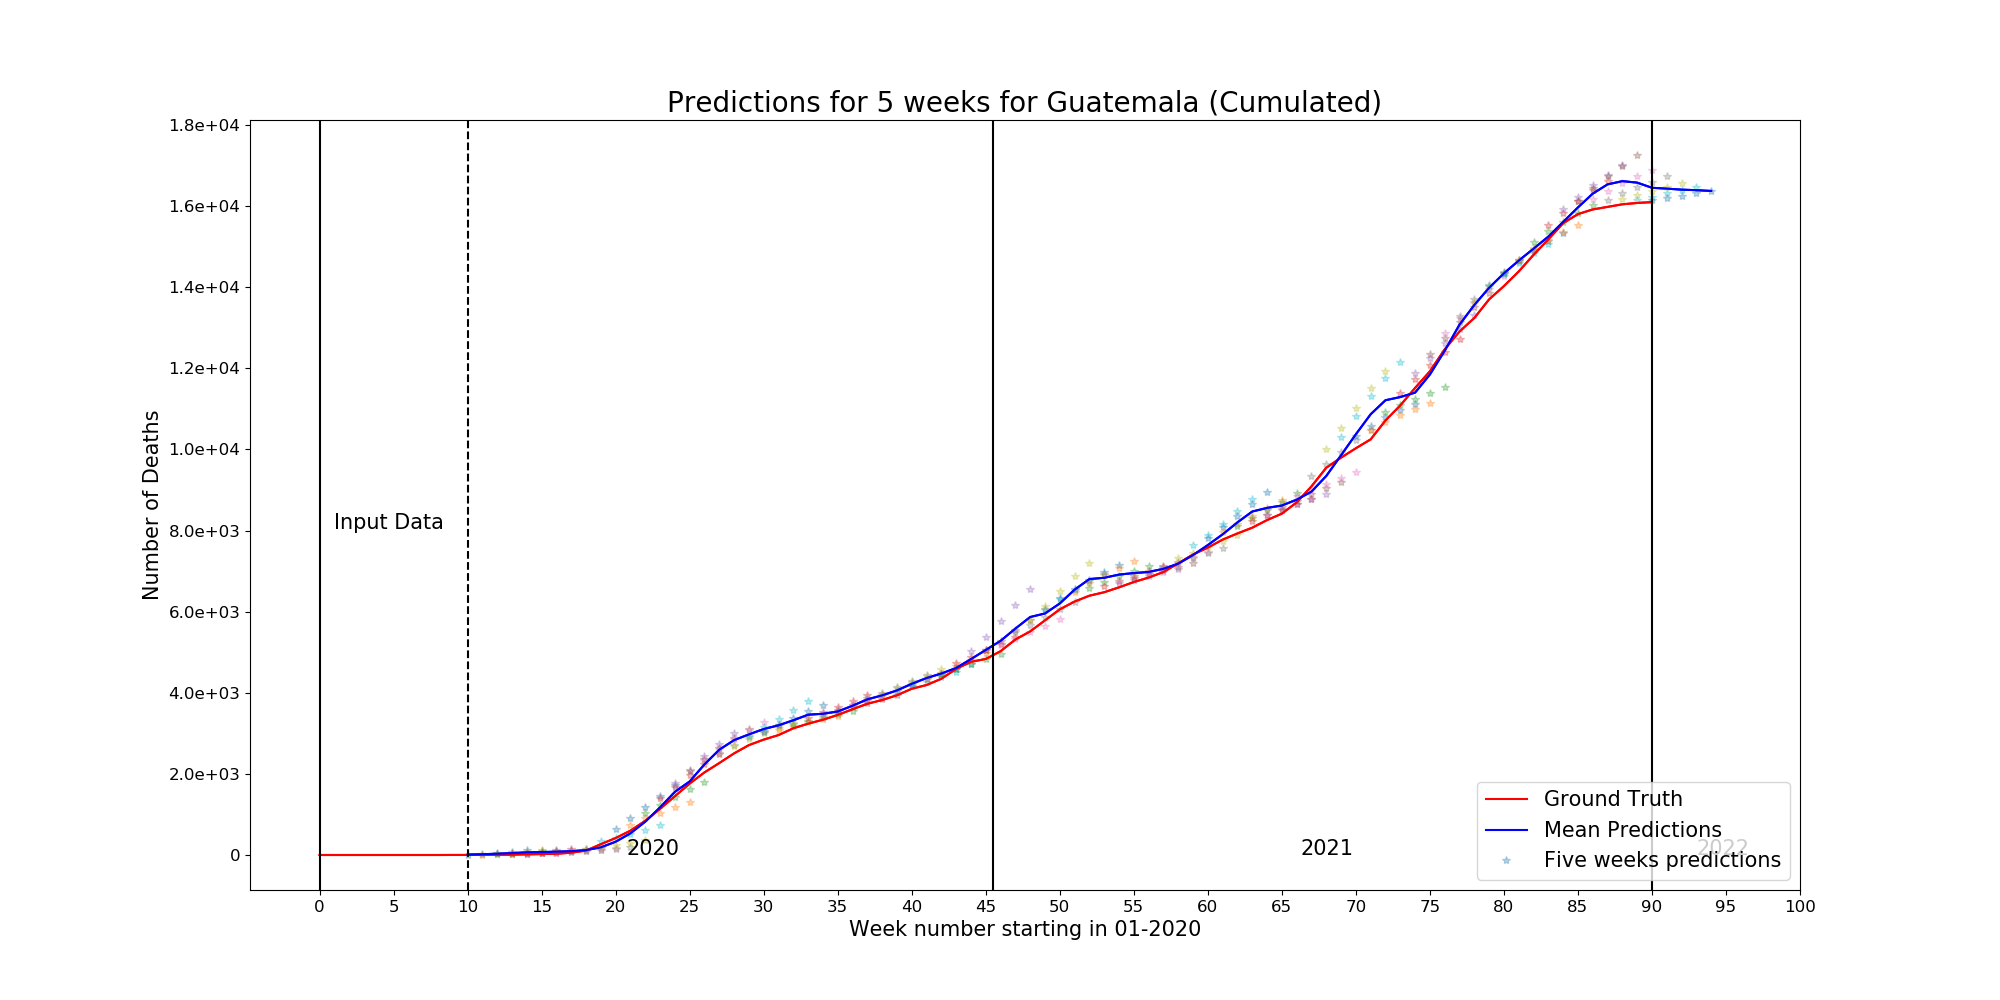 Predictions for 5 weeks for Guatemala (Cumulated)
1.8e+04
1.6e+04
1.4e+04
1.2e+04
1.0e+04
8.0e+03
6.0e+03
4.0e+03
2.0e+03
0
Number of Deaths
Input Data
2020
2021
2022
Ground Truth
Mean Predictions
Five weeks predictions
0 5 10 15 20 25 30 35 40 45 50 55 60 65 70 75 80 85 90 95 100
Week number starting in 01-2020